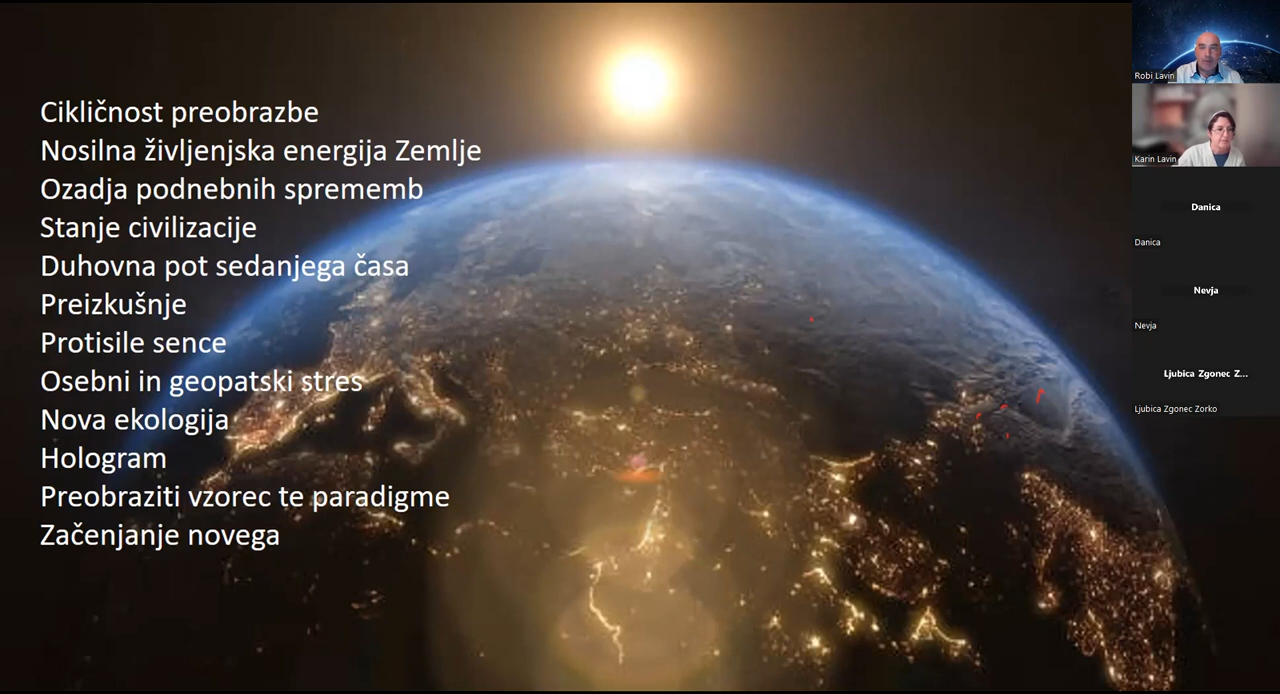 Cikličnost preobrazbe
Nosilna življenjska energija Zemlje
Ozadja podnebnih sprememb
Stanje civilizacije
Duhovna pot sedanjega časa
Preizkušnje
Protisile sence
Osebni in geopatski stres
Nova ekologija
Hologram
Preobraziti vzorec te paradigme
Začenjanje novega
Robi Lavin
Karin Lavin
Danica
Danica
Nevja
Nevja
Ljubica Zgonec Z...
Ljubica Zgonec Zorko